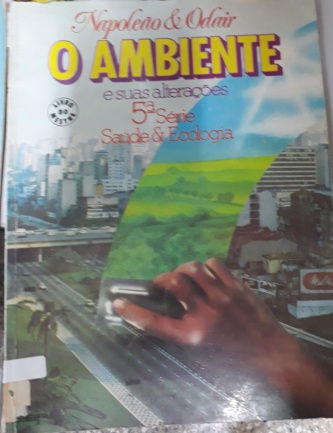 Napoleão & Odair
O AMBIENTE
e suas alterações
5ª Série
Saúde & Ecologia
LIVRO
DO
MESTRE